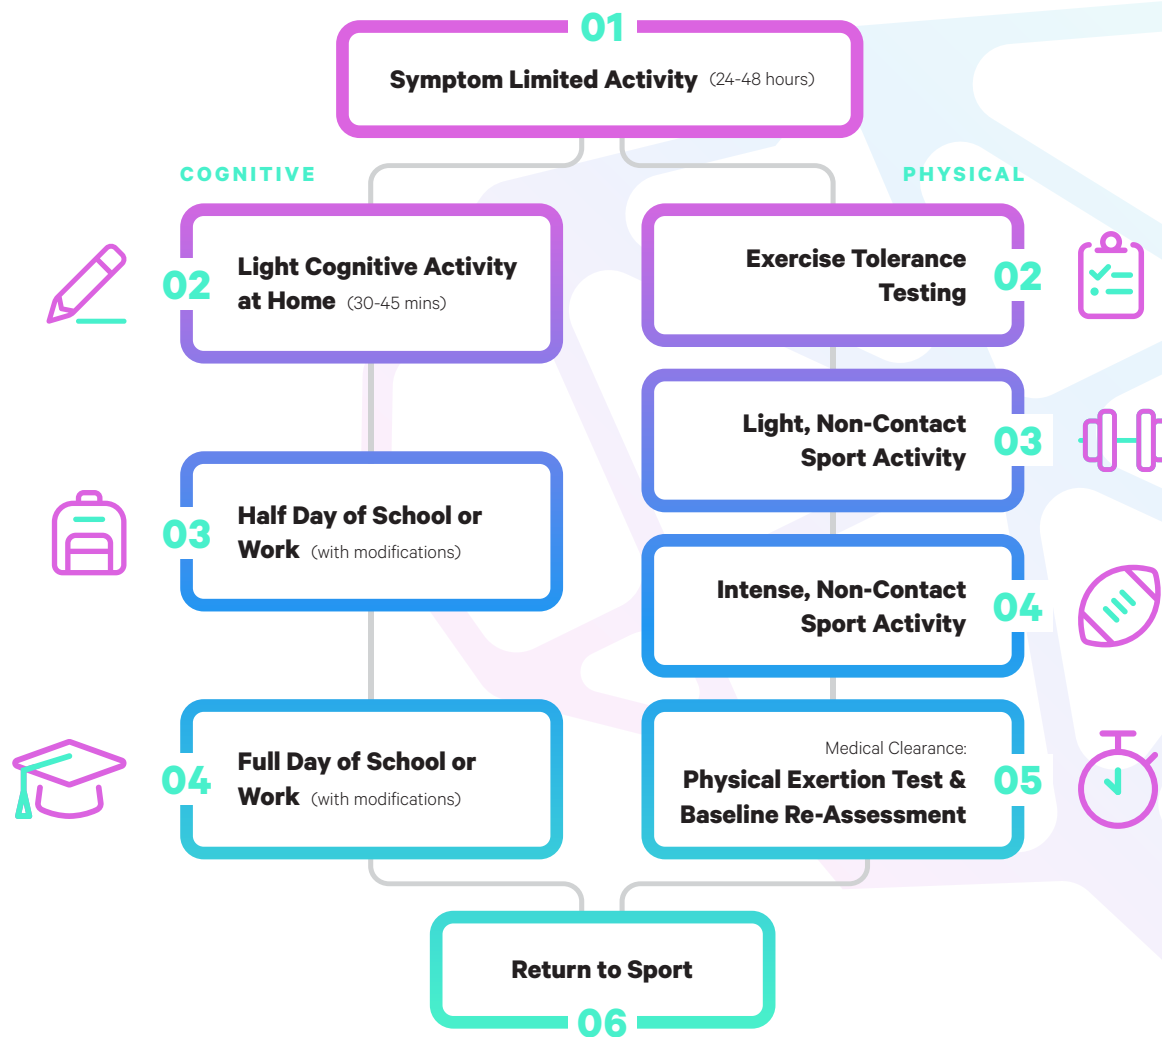 01
Symptom Limited Activity (24-48 hours)
COGNITIVE
02
Light Cognitive Activity
at Home (30-45 mins)
03
Half Day of School or
Work (with modifications)
04
Full Day of School or
Work (with modifications)
PHYSICAL
Exercise Tolerance
Testing
02
Light, Non-Contact
Sport Activity
03
Intense, Non-Contact
Sport Activity
04
Medical Clearance:
Physical Exertion Test &
Baseline Re-Assessment
05
Return to Sport
06